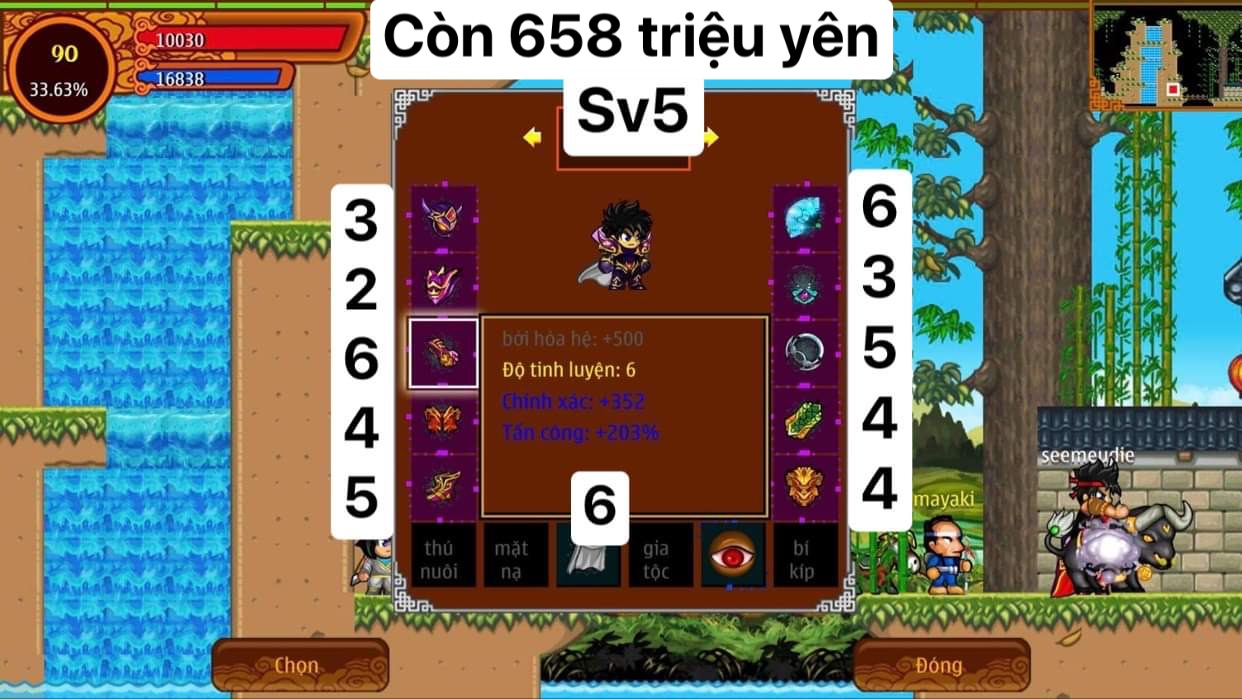 Còn 658 triệu yên
Sv5
90
33.63%
10030
16838
3
2
6
4
5
6
3
5
4
4
bởi hỏa hệ: +500
Độ tinh luyện: 6
Chính xác: +352
Tấn công: +203%
6
thú nuôi
mặt nạ
gia tộc
bí kíp
seemeudie
mayaki
Chọn
Đóng